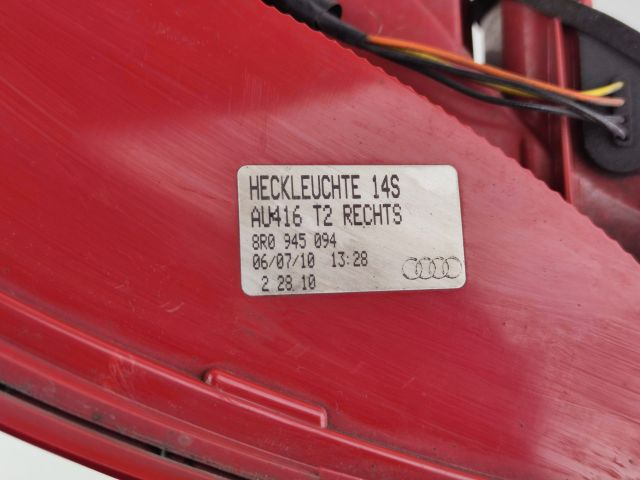 HECKLEUCHTE 14S
AU416 T2 RECHTS
8R0 945 094
06/07/10 13:28
2 28 10